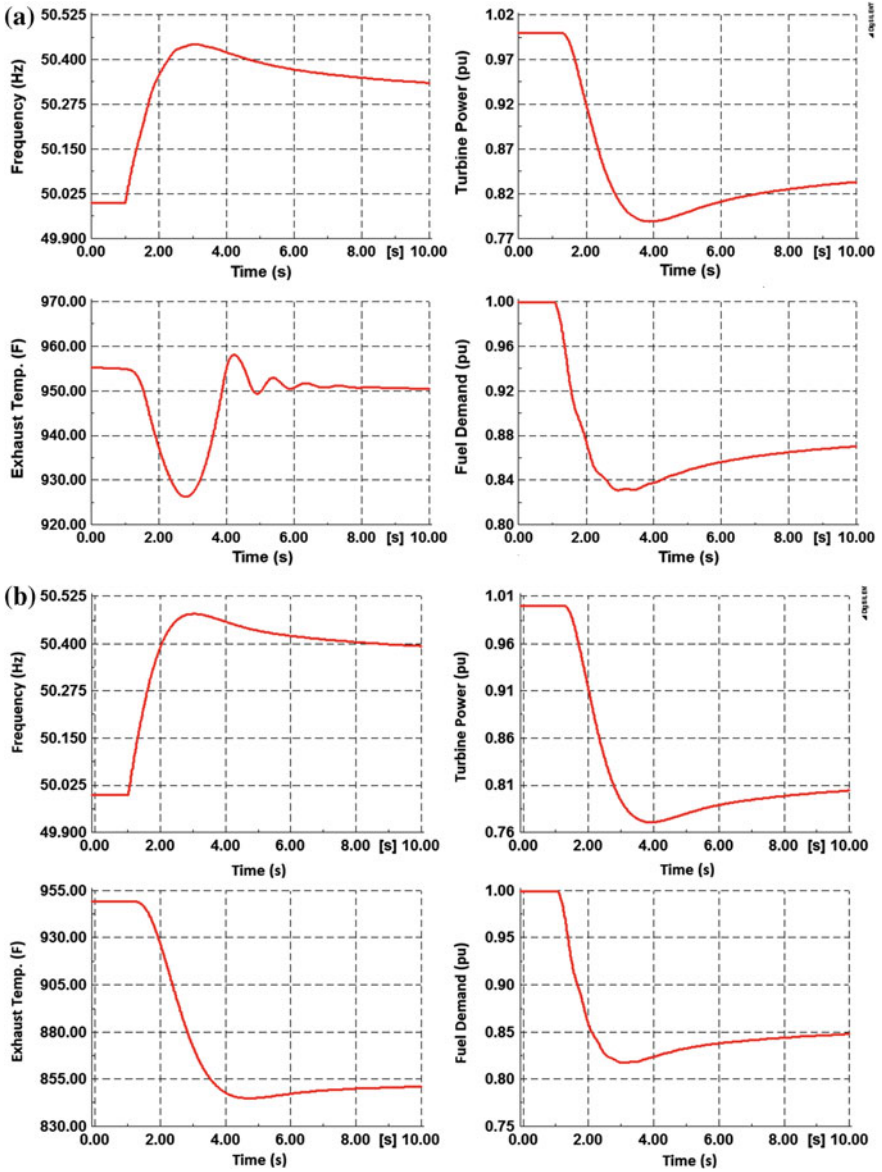 (a)
Frequency (Hz)
50.525
50.400
50.275
50.150
50.025
49.900
0.00 2.00 4.00 6.00 8.00 [s] 10.00
Time (s)
Turbine Power (pu)
1.02
0.97
0.92
0.87
0.82
0.77
0.00 2.00 4.00 6.00 8.00 [s] 10.00
Time (s)
DIgSILENT
Exhaust Temp. (F)
970.00
960.00
950.00
940.00
930.00
920.00
0.00 2.00 4.00 6.00 8.00 [s] 10.00
Time (s)
Fuel Demand (pu)
1.00
0.96
0.92
0.88
0.84
0.80
0.00 2.00 4.00 6.00 8.00 [s] 10.00
Time (s)
(b)
Frequency (Hz)
50.525
50.400
50.275
50.150
50.025
49.900
0.00 2.00 4.00 6.00 8.00 [s] 10.00
Time (s)
Turbine Power (pu)
1.01
0.96
0.91
0.86
0.81
0.76
0.00 2.00 4.00 6.00 8.00 [s] 10.00
Time (s)
DIgSILENT
Exhaust Temp. (F)
955.00
930.00
905.00
880.00
855.00
830.00
0.00 2.00 4.00 6.00 8.00 [s] 10.00
Time (s)
Fuel Demand (pu)
1.00
0.95
0.90
0.85
0.80
0.75
0.00 2.00 4.00 6.00 8.00 [s] 10.00
Time (s)